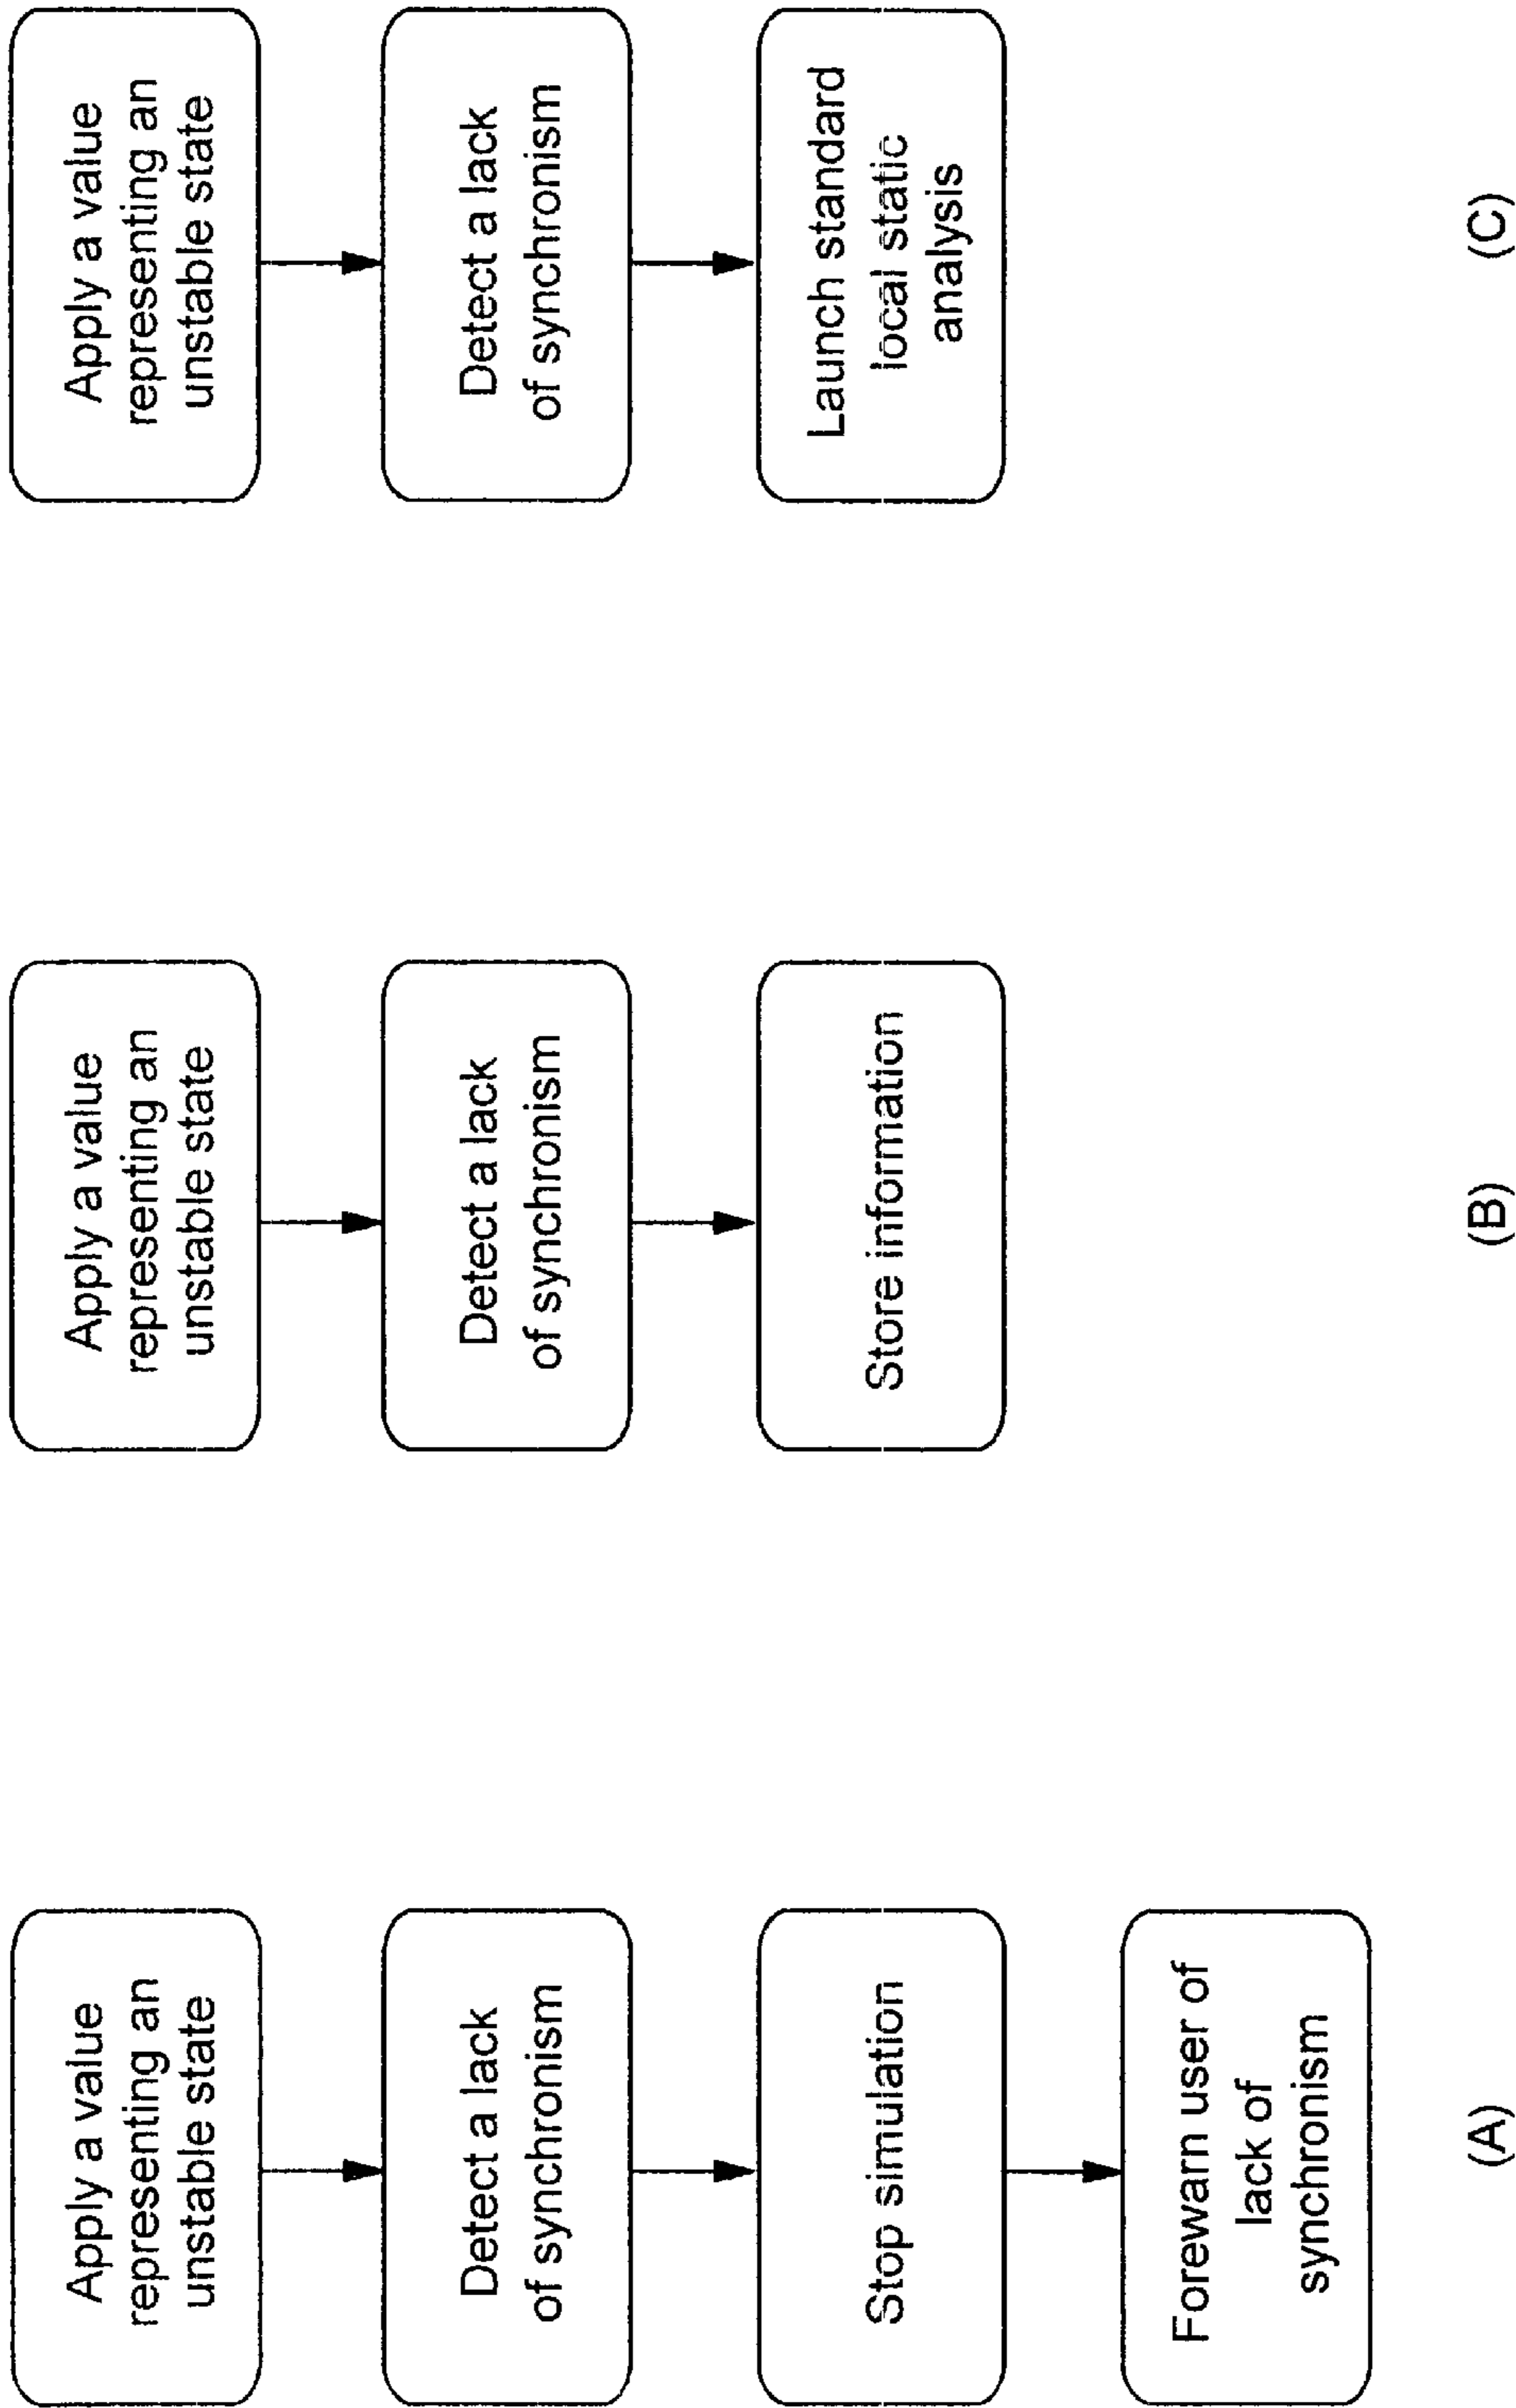 Apply a value
representing an
unstable state
Detect a lack
of synchronism
Stop simulation
Forewarn user of
lack of
synchronism
(A)
Apply a value
representing an
unstable state
Detect a lack
of synchronism
Store information
(B)
Apply a value
representing an
unstable state
Detect a lack
of synchronism
Launch standard
local static
analysis
(C)